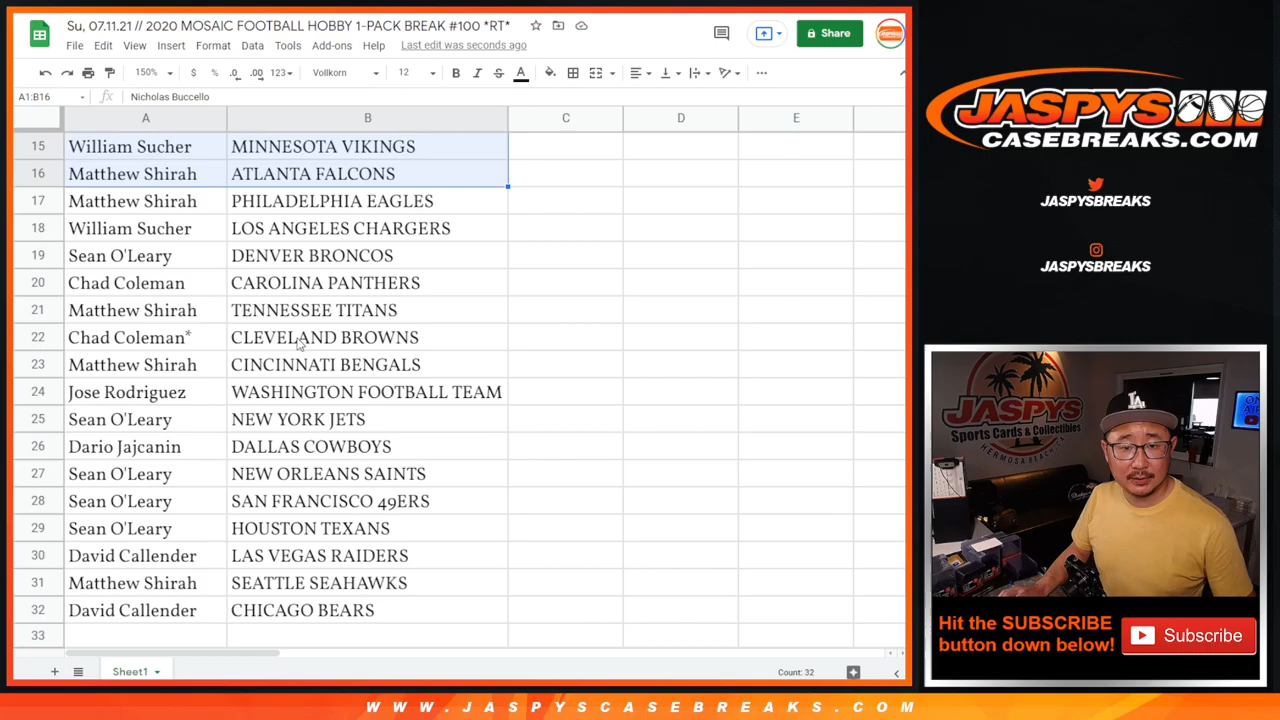 Su, 07.11.21 // 2020 MOSAIC FOOTBALL HOBBY 1-PACK BREAK #100 *RT*
File Edit View Insert Format Data Tools Add-ons Help Last edit was seconds ago
Share
150% $ % .0 .00 123 Vollkorn 12 B I S A
A1:B16 fx Nicholas Buccello
A B C D E
15 William Sucher MINNESOTA VIKINGS
16 Matthew Shirah ATLANTA FALCONS
17 Matthew Shirah PHILADELPHIA EAGLES
18 William Sucher LOS ANGELES CHARGERS
19 Sean O'Leary DENVER BRONCOS
20 Chad Coleman CAROLINA PANTHERS
21 Matthew Shirah TENNESSEE TITANS
22 Chad Coleman* CLEVELAND BROWNS
23 Matthew Shirah CINCINNATI BENGALS
24 Jose Rodriguez WASHINGTON FOOTBALL TEAM
25 Sean O'Leary NEW YORK JETS
26 Dario Jajcanin DALLAS COWBOYS
27 Sean O'Leary NEW ORLEANS SAINTS
28 Sean O'Leary SAN FRANCISCO 49ERS
29 Sean O'Leary HOUSTON TEXANS
30 David Callender LAS VEGAS RAIDERS
31 Matthew Shirah SEATTLE SEAHAWKS
32 David Callender CHICAGO BEARS
33
Sheet1
Count: 32
JASPYS
CASEBREAKS.COM
JASPYSBREAKS
JASPYSBREAKS
JASPYS
Sports Cards & Collectibles
HERMOSA BEACH
LA
Hit the SUBSCRIBE
button down below!
Subscribe
WWW.JASPYSCASEBREAKS.COM